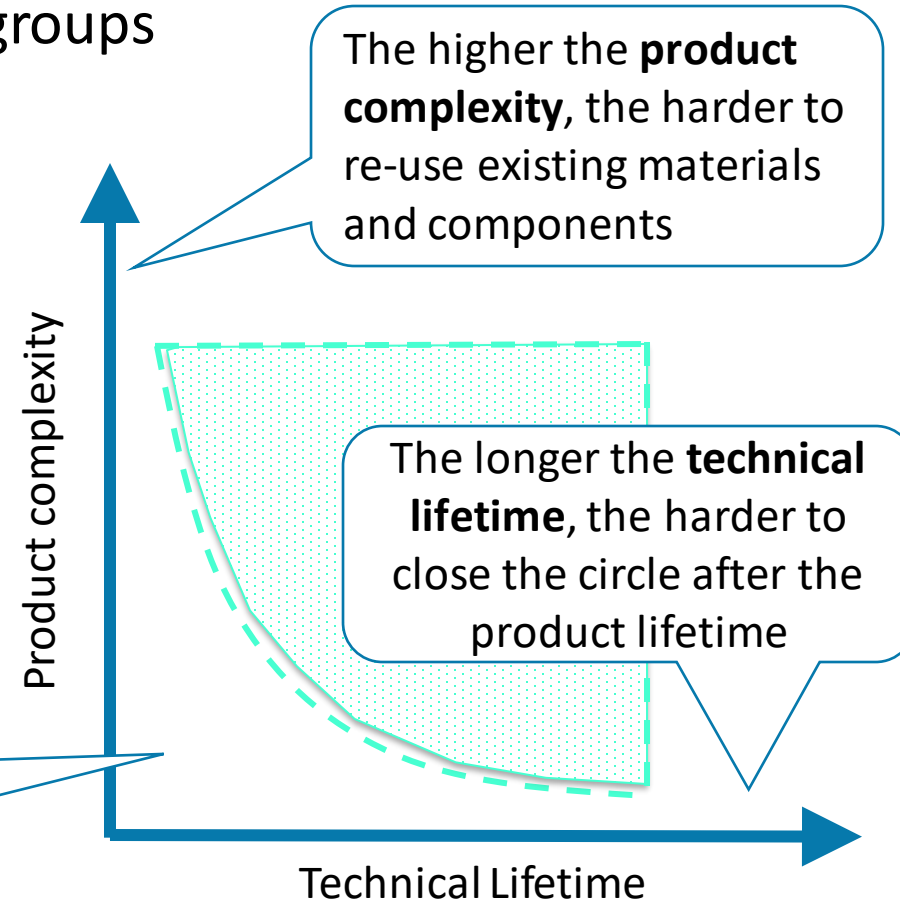 groups
The higher the product
complexity, the harder to
re-use existing materials
and components
Product complexity
The longer the technical
lifetime, the harder to
close the circle after the
product lifetime
Technical Lifetime